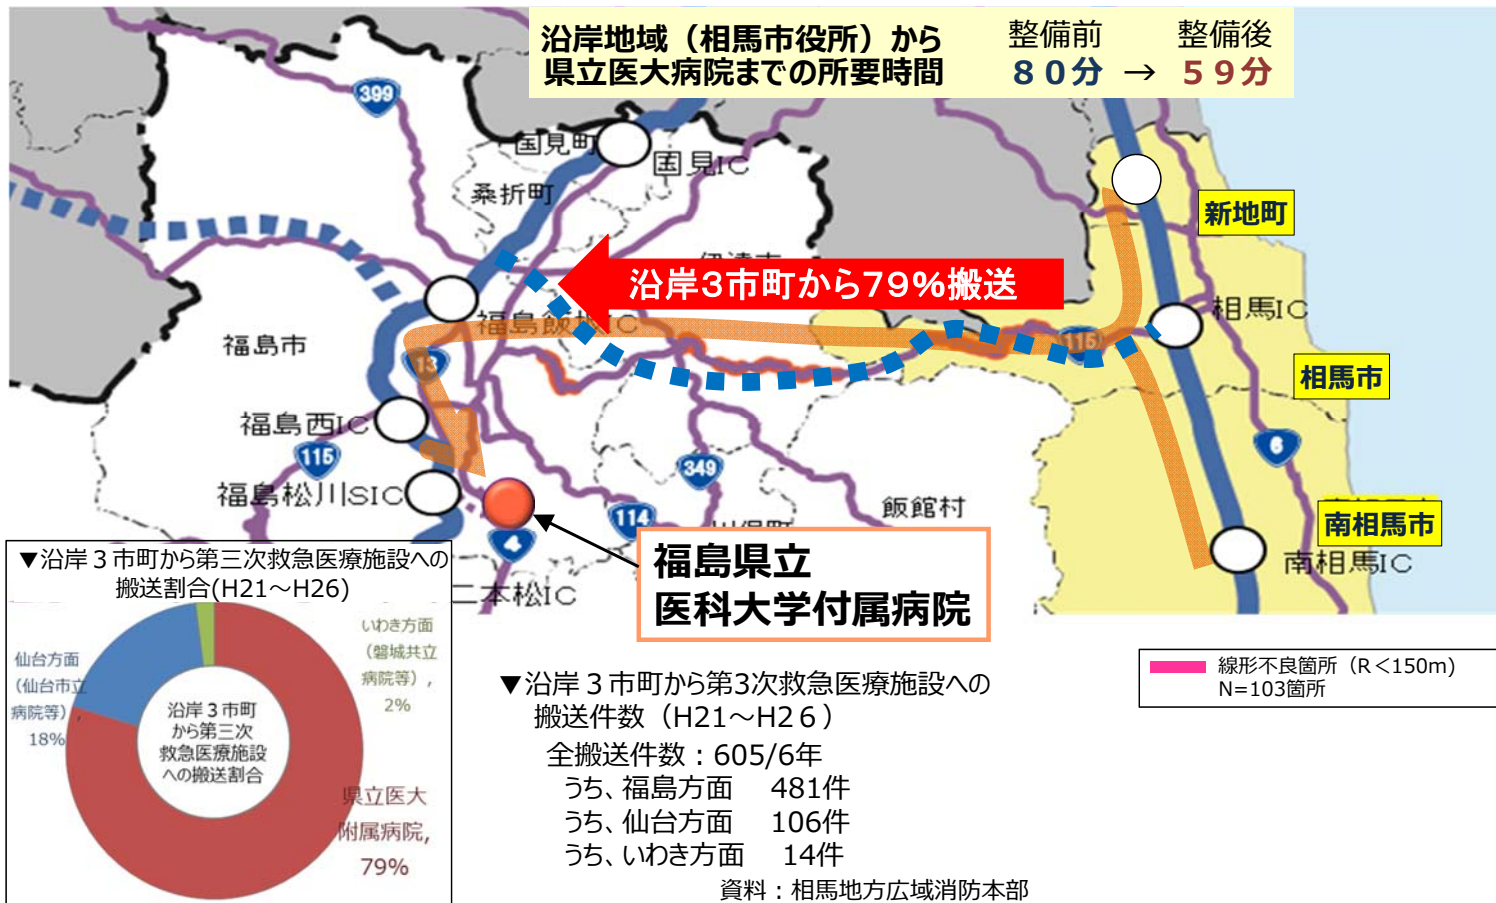 沿岸地域（相馬市役所）から
県立医大病院までの所要時間
整備前 整備後
８０分 → ５９分
399
国見町
国見IC
桑折町
新地町
沿岸３市町から７９％搬送
相馬IC
福島飯坂IC
福島市
13
115
相馬市
福島西IC
115
6
福島松川SIC
349
飯館村
114
南相馬市
4
南相馬IC
二本松IC
福島県立
医科大学付属病院
▼沿岸３市町から第三次救急医療施設への
搬送割合(H21～H26)
いわき方面
（磐城共立
病院等）,
2%
仙台方面
（仙台市立
病院等）,
18%
沿岸３市町
から第三次
救急医療施設
への搬送割合
県立医大
附属病院,
79%
▼沿岸３市町から第3次救急医療施設への
搬送件数（H21～H2６）
全搬送件数：605/6年
うち、福島方面 481件
うち、仙台方面 106件
うち、いわき方面 14件
資料：相馬地方広域消防本部
線形不良箇所（R＜150m）
N=103箇所